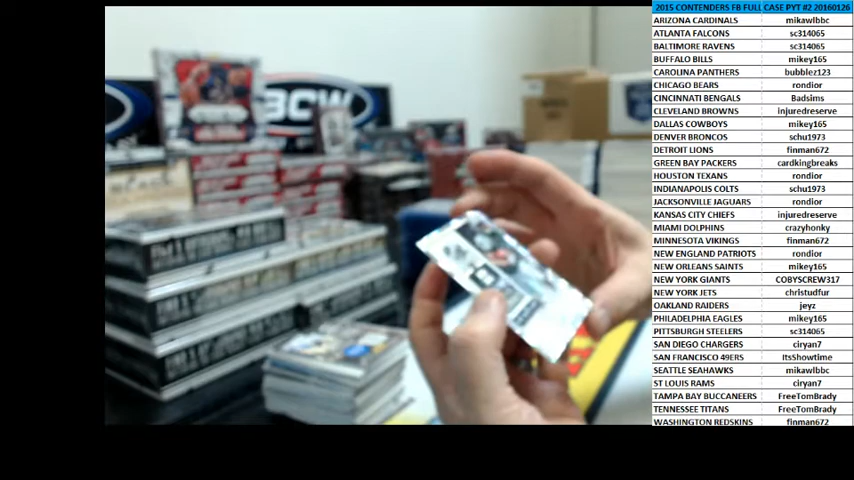 2015 CONTENDERS FB FULL CASE PYT #2 20160126
ARIZONA CARDINALS mikawlbbc
ATLANTA FALCONS sc314065
BALTIMORE RAVENS sc314065
BUFFALO BILLS mikey165
CAROLINA PANTHERS bubblez123
CHICAGO BEARS rondior
CINCINNATI BENGALS Badsims
CLEVELAND BROWNS injuredreserve
DALLAS COWBOYS mikey165
DENVER BRONCOS schu1973
DETROIT LIONS finman672
GREEN BAY PACKERS cardkingbreaks
HOUSTON TEXANS rondior
INDIANAPOLIS COLTS schu1973
JACKSONVILLE JAGUARS rondior
KANSAS CITY CHIEFS injuredreserve
MIAMI DOLPHINS crazyhonky
MINNESOTA VIKINGS finman672
NEW ENGLAND PATRIOTS rondior
NEW ORLEANS SAINTS mikey165
NEW YORK GIANTS COBYSCREW317
NEW YORK JETS christudfur
OAKLAND RAIDERS jeyz
PHILADELPHIA EAGLES mikey165
PITTSBURGH STEELERS sc314065
SAN DIEGO CHARGERS ciryan7
SAN FRANCISCO 49ERS ItsShowtime
SEATTLE SEAHAWKS mikawlbbc
ST LOUIS RAMS ciryan7
TAMPA BAY BUCCANEERS FreeTomBrady
TENNESSEE TITANS FreeTomBrady
WASHINGTON REDSKINS finman672
BCW